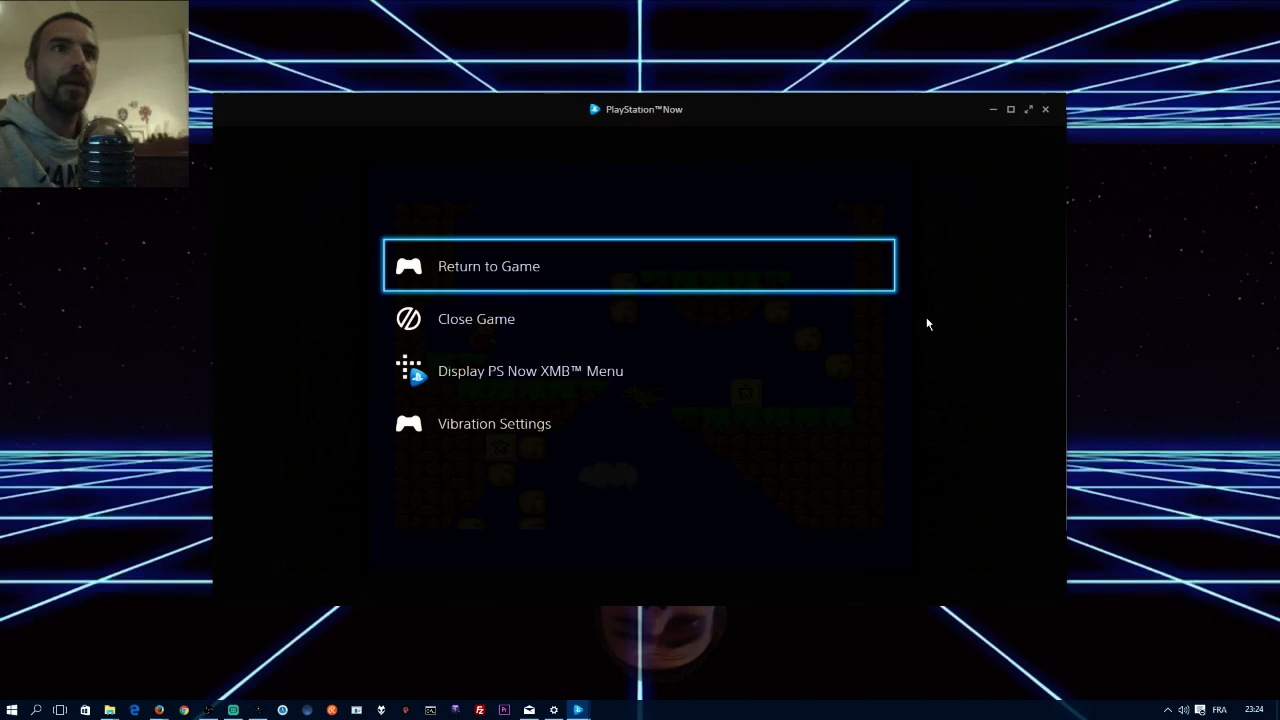 PlayStation™Now
Return to Game
Close Game
Display PS Now XMB™ Menu
Vibration Settings
FRA
23:24